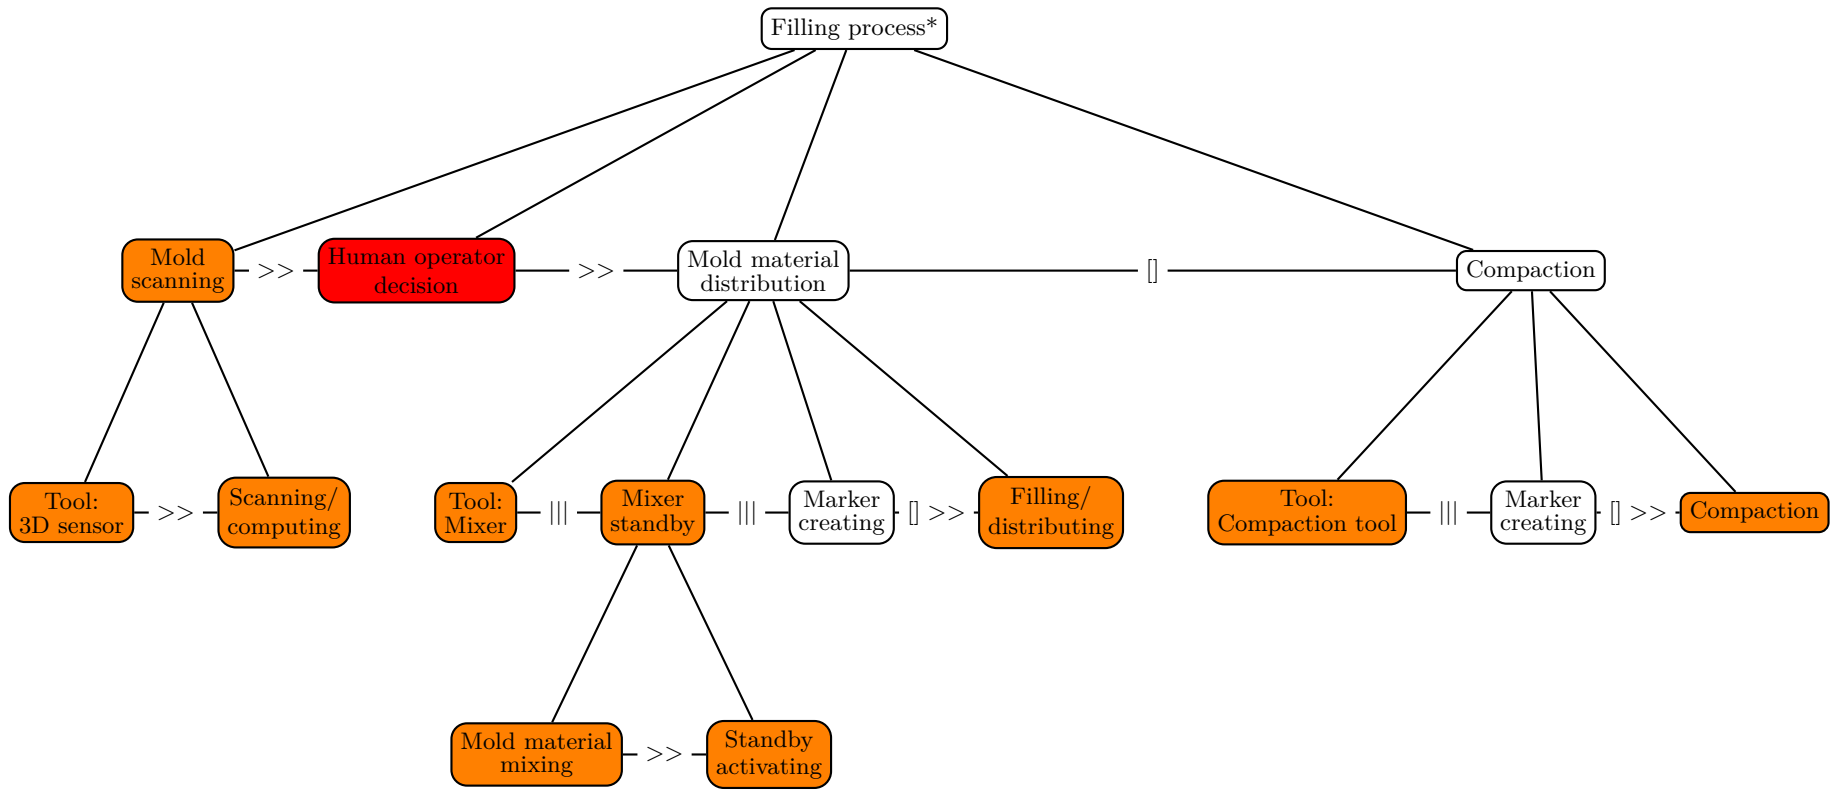 Filling process*
Mold
scanning
>>
Human operator
decision
>>
Mold material
distribution
[]
Compaction
Tool:
3D sensor
>>
Scanning/
computing
Tool:
Mixer
|||
Mixer
standby
|||
Marker
creating
[] >>
Filling/
distributing
Tool:
Compaction tool
|||
Marker
creating
[] >>
Compaction
Mold material
mixing
>>
Standby
activating